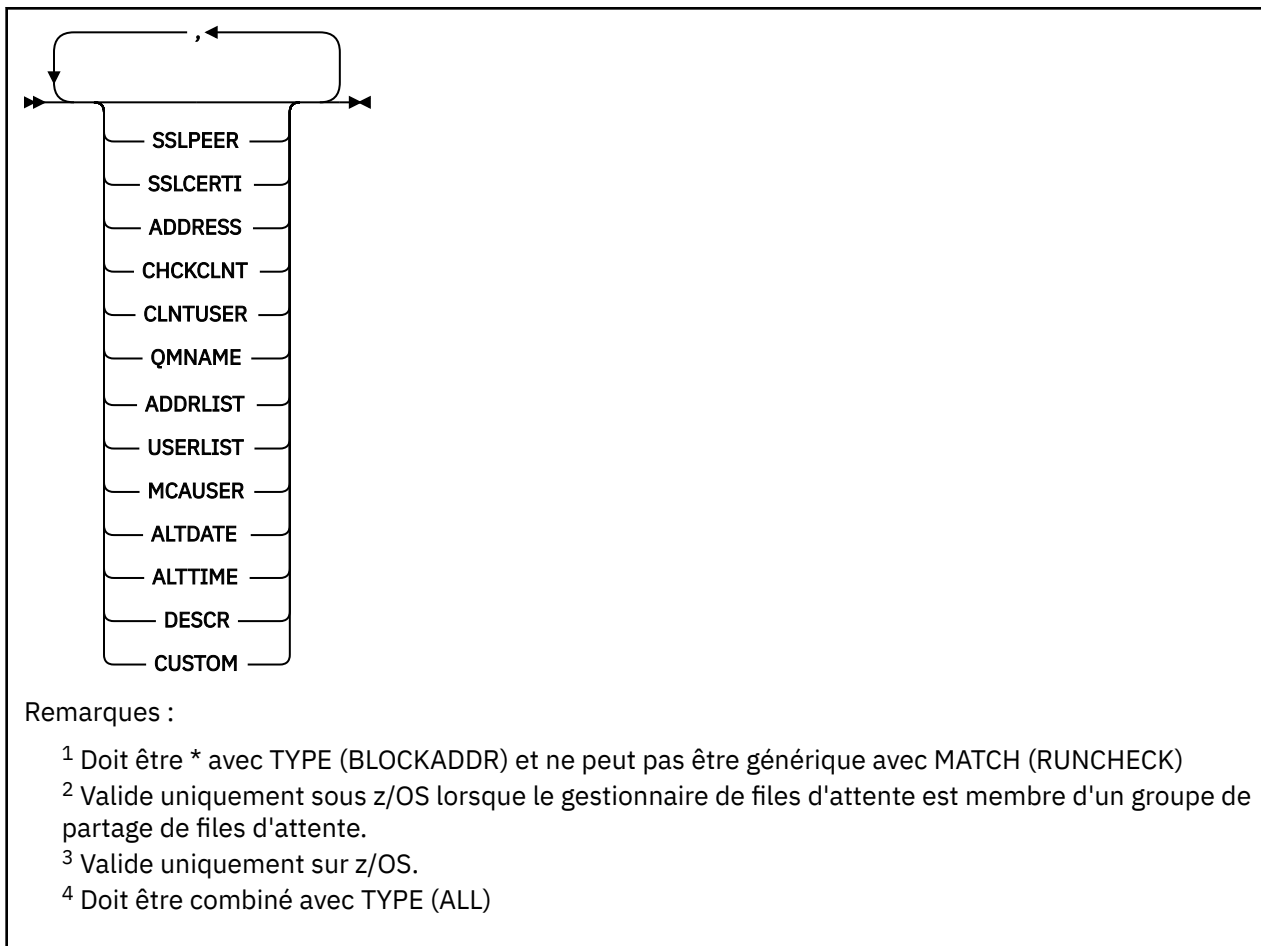 ,
SSLPEER
SSLCERTI
ADDRESS
CHCKCLNT
CLNTUSER
QMNAME
ADDRLIST
USERLIST
MCAUSER
ALTDATE
ALTTIME
DESCR
CUSTOM
Remarques :
1 Doit être * avec TYPE (BLOCKADDR) et ne peut pas être générique avec MATCH (RUNCHECK)
2 Valide uniquement sous z/OS lorsque le gestionnaire de files d'attente est membre d'un groupe de
partage de files d'attente.
3 Valide uniquement sur z/OS.
4 Doit être combiné avec TYPE (ALL)